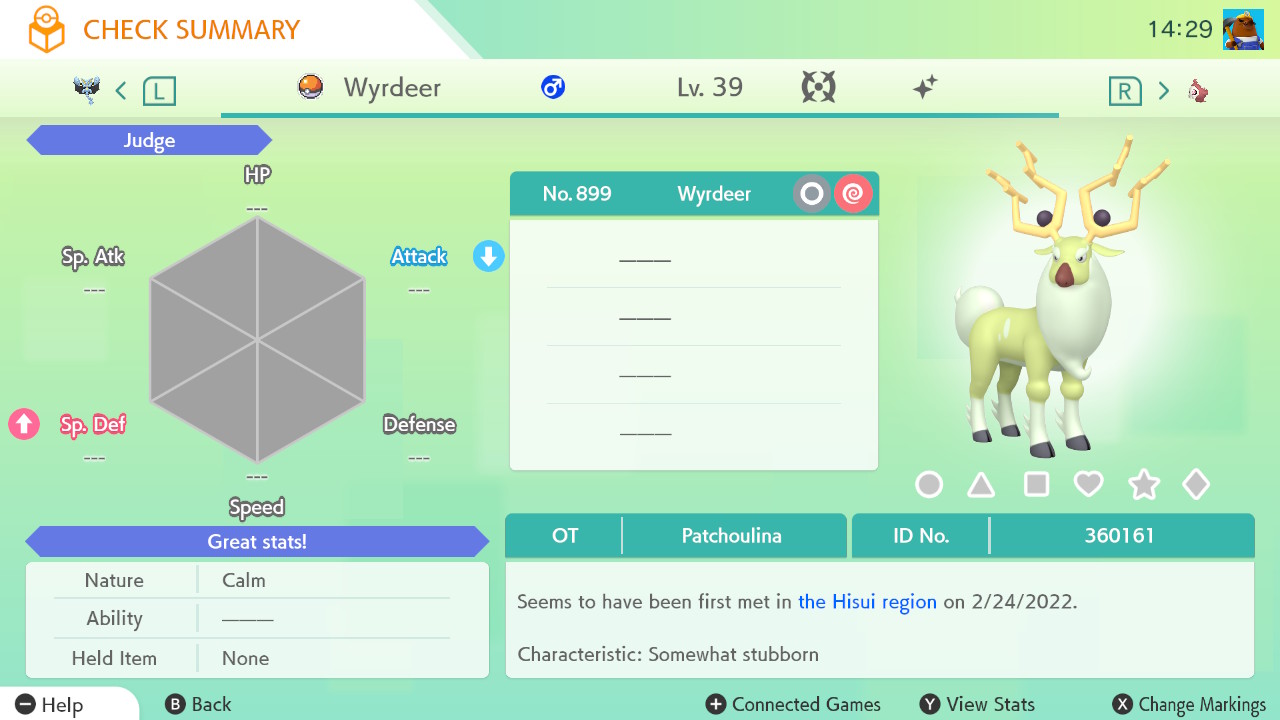 CHECK SUMMARY
14:29
L
Wyrdeer
Lv. 39
R
Judge
HP
---
Sp. Atk
---
Attack
---
Sp. Def
---
Defense
---
---
Speed
Great stats!
Nature Calm
Ability ———
Held Item None
No. 899 Wyrdeer
———
———
———
———
OT Patchoulina
ID No. 360161
Seems to have been first met in the Hisui region on 2/24/2022.
Characteristic: Somewhat stubborn
Help
B Back
Connected Games
Y View Stats
X Change Markings